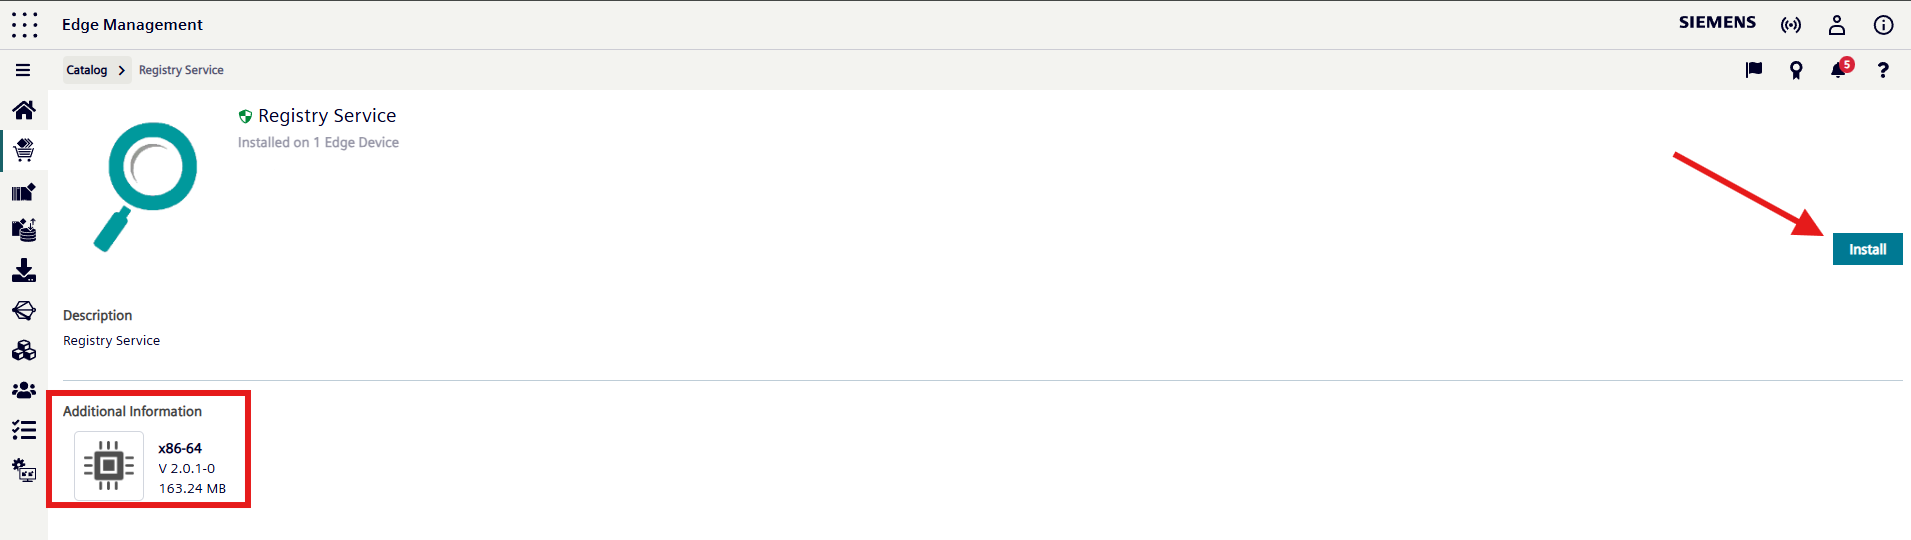 Edge Management
SIEMENS
Catalog
Registry Service
5
?
Registry Service
Installed on 1 Edge Device
Install
Description
Registry Service
Additional Information
x86-64
V 2.0.1-0
163.24 MB